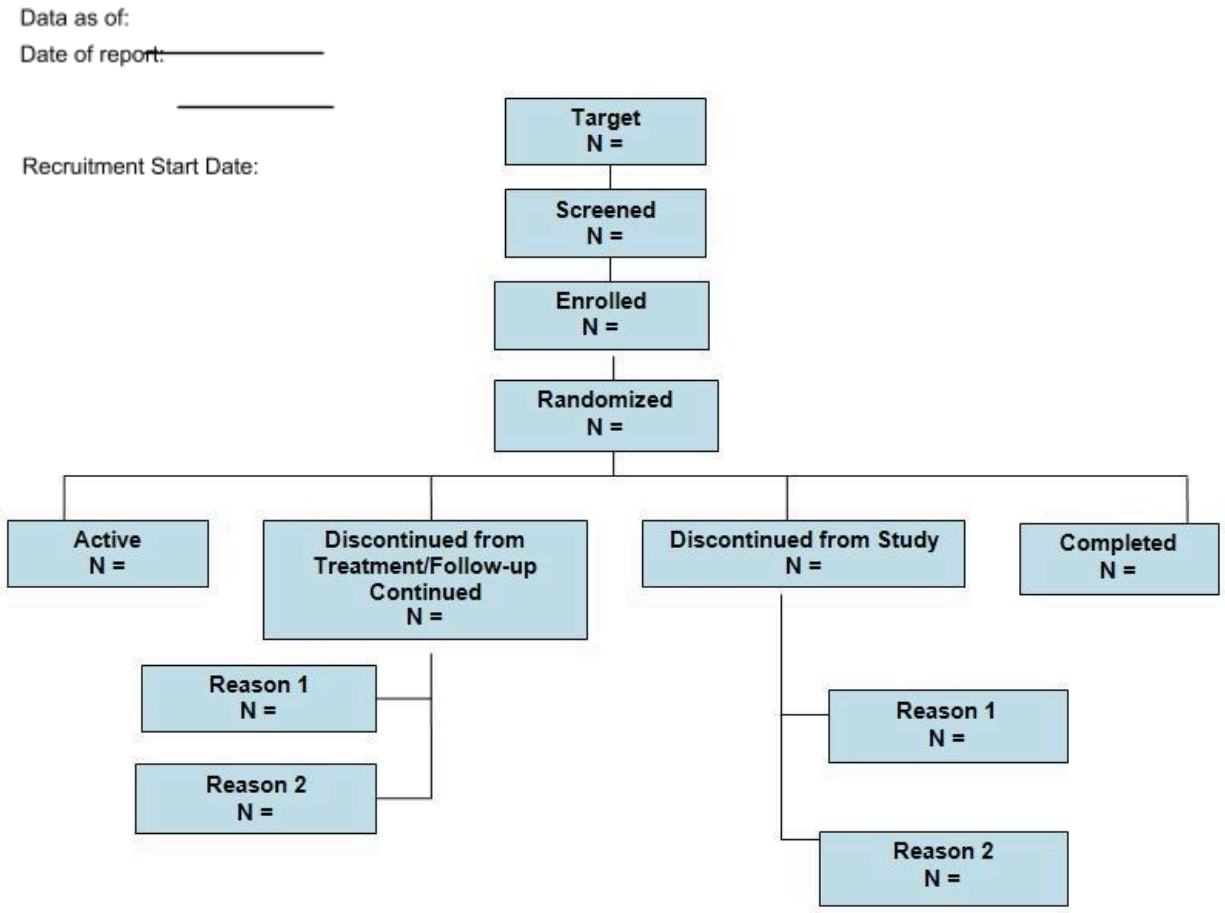 Data as of:
Date of report:
Recruitment Start Date:
Target
N =
Screened
N =
Enrolled
N =
Randomized
N =
Active
N =
Discontinued from
Treatment/Follow-up
Continued
N =
Discontinued from Study
N =
Completed
N =
Reason 1
N =
Reason 2
N =
Reason 1
N =
Reason 2
N =